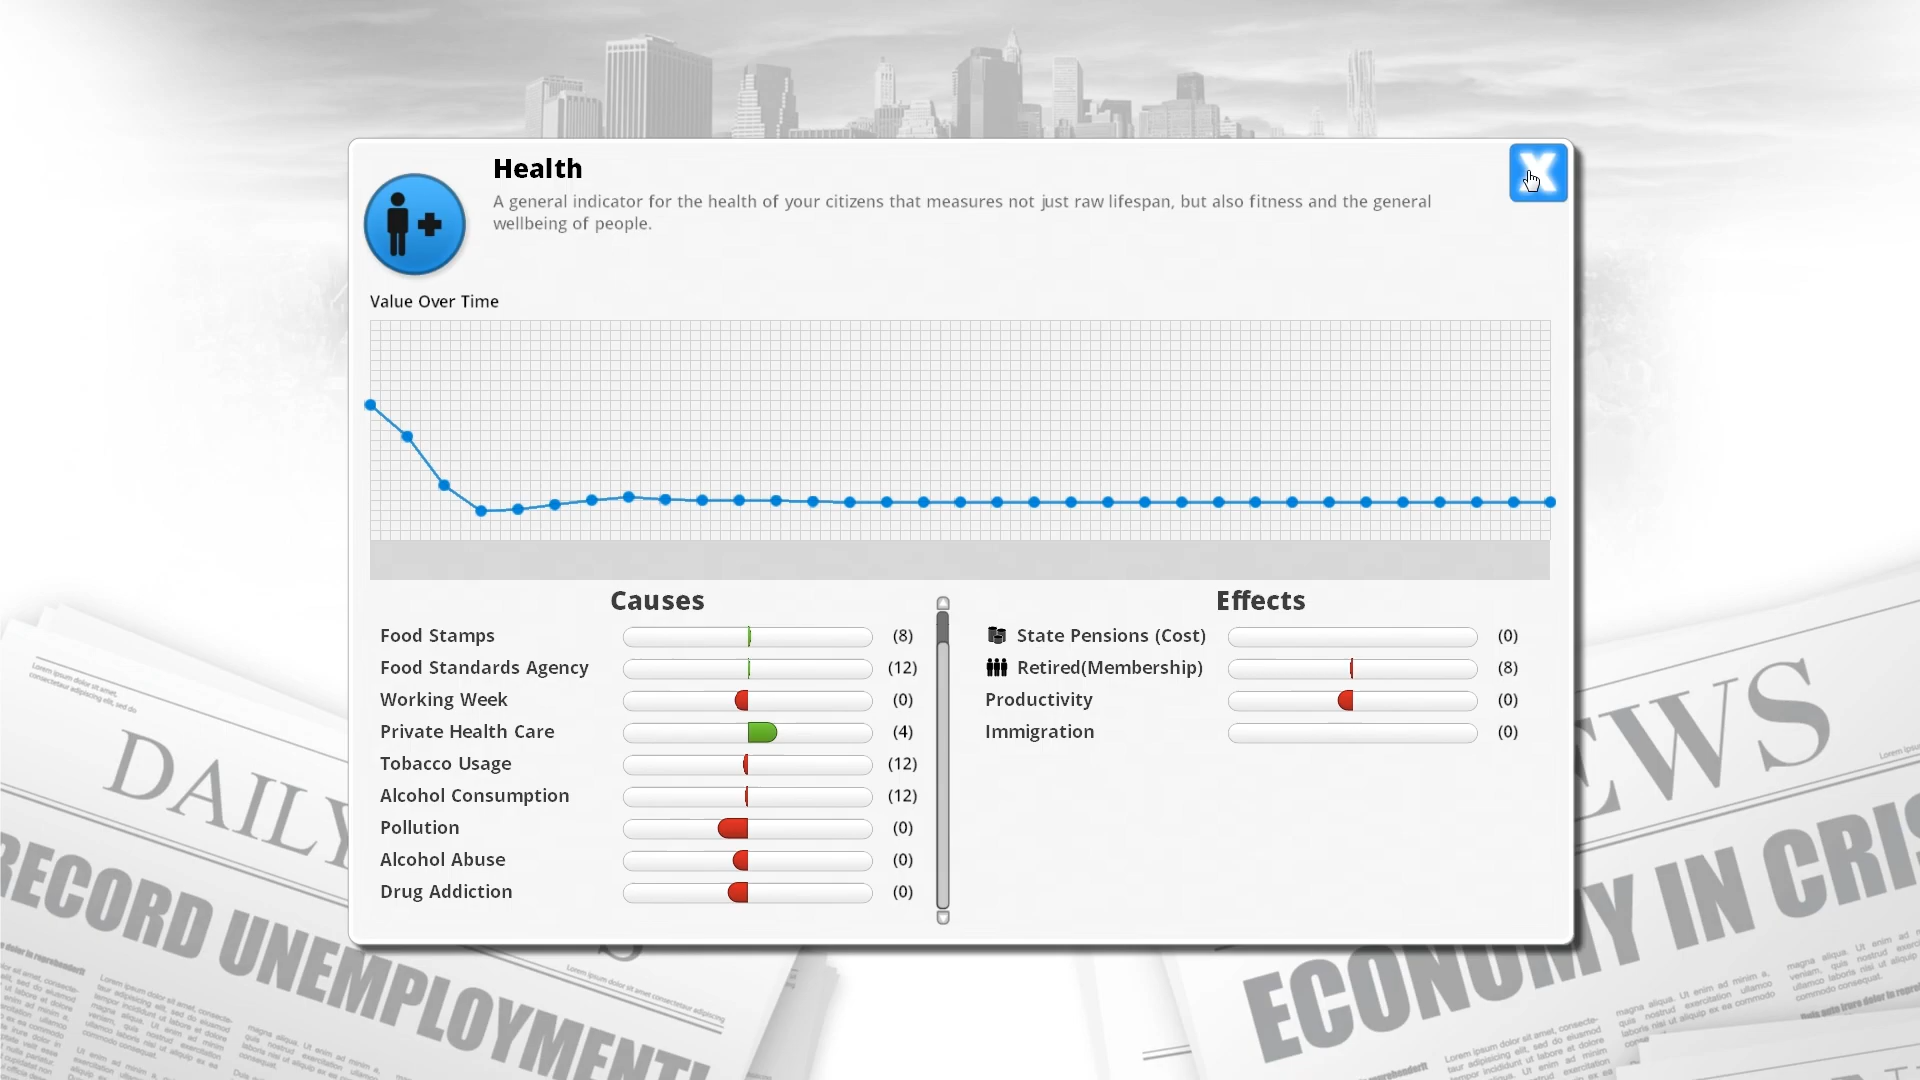 Health
A general indicator for the health of your citizens that measures not just raw lifespan, but also fitness and the general
wellbeing of people.
X
Value Over Time
Causes
Food Stamps (8)
Food Standards Agency (12)
Working Week (0)
Private Health Care (4)
Tobacco Usage (12)
Alcohol Consumption (12)
Pollution (0)
Alcohol Abuse (0)
Drug Addiction (0)
Effects
State Pensions (Cost) (0)
Retired(Membership) (8)
Productivity (0)
Immigration (0)
DAILY
RECORD UNEMPLOYMENT!
EWS
ECONOMY IN CRIS